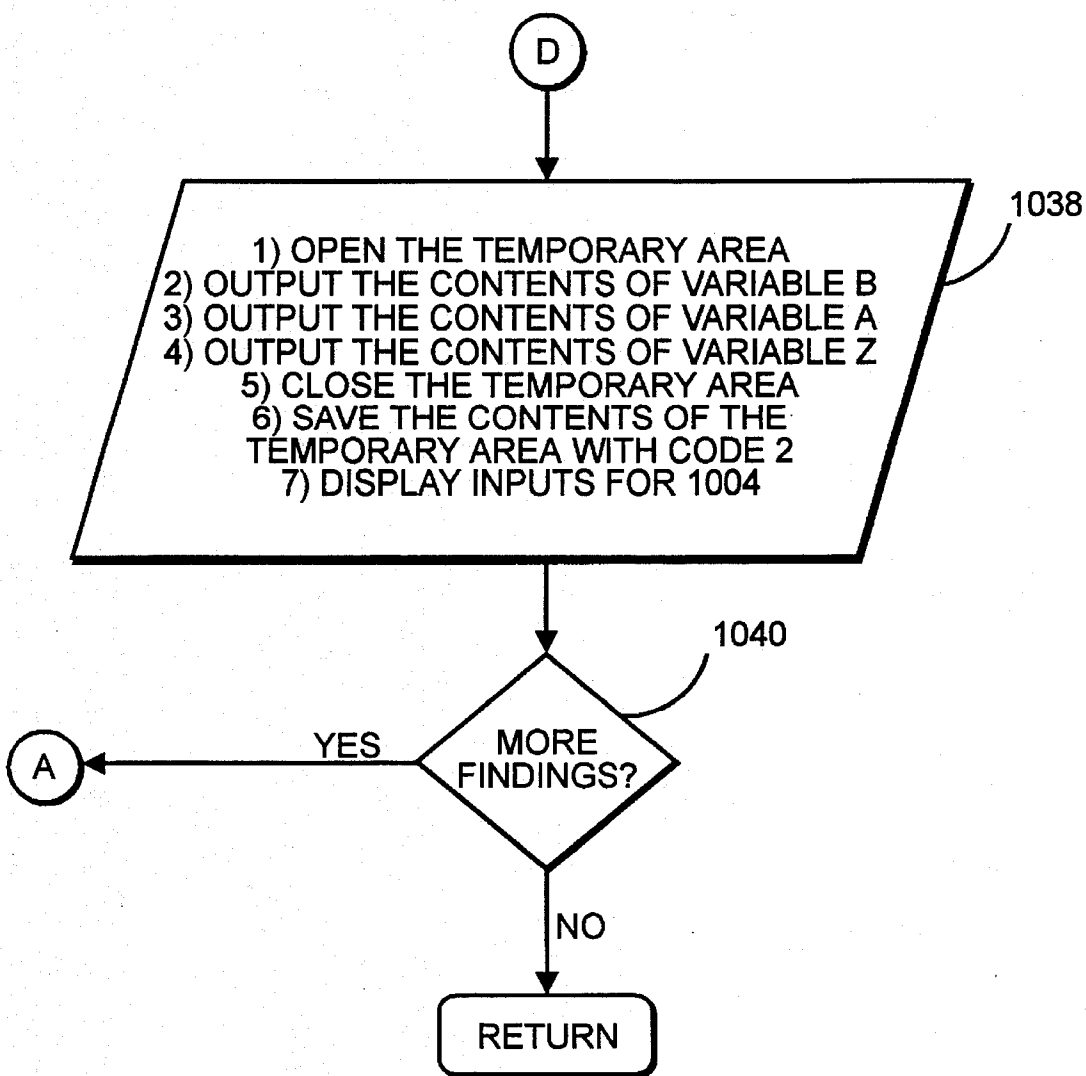 D
1038
1) OPEN THE TEMPORARY AREA
2) OUTPUT THE CONTENTS OF VARIABLE B
3) OUTPUT THE CONTENTS OF VARIABLE A
4) OUTPUT THE CONTENTS OF VARIABLE Z
5) CLOSE THE TEMPORARY AREA
6) SAVE THE CONTENTS OF THE
TEMPORARY AREA WITH CODE 2
7) DISPLAY INPUTS FOR 1004
1040
A
YES
MORE
FINDINGS?
NO
RETURN